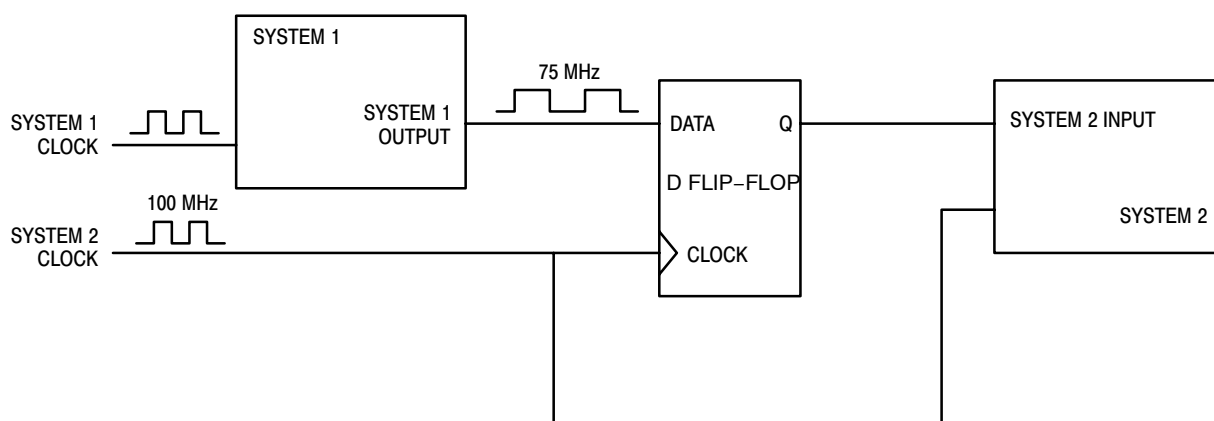 SYSTEM 1
SYSTEM 1
OUTPUT
75 MHz
SYSTEM 1
CLOCK
100 MHz
SYSTEM 2
CLOCK
DATA
Q
D FLIP–FLOP
CLOCK
SYSTEM 2 INPUT
SYSTEM 2